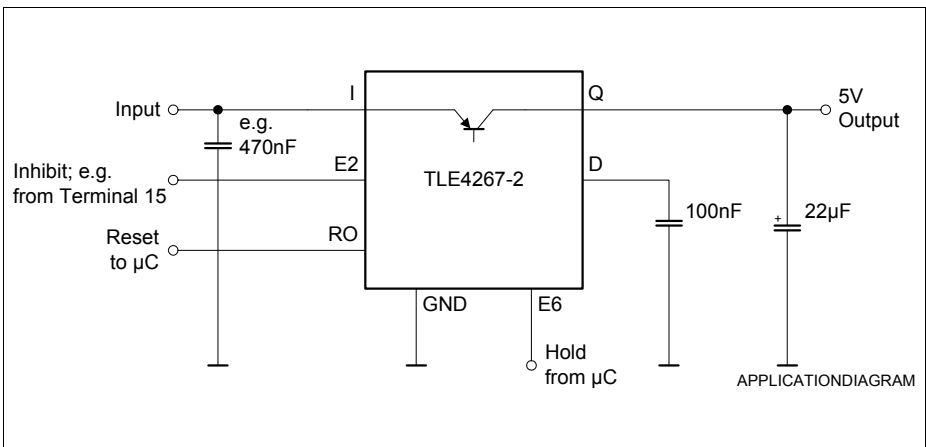 I
Q
Input
5V
Output
e.g.
470nF
E2
D
Inhibit; e.g.
from Terminal 15
TLE4267-2
100nF
22µF
+
RO
Reset
to µC
GND
E6
Hold
from µC
APPLICATIONDIAGRAM